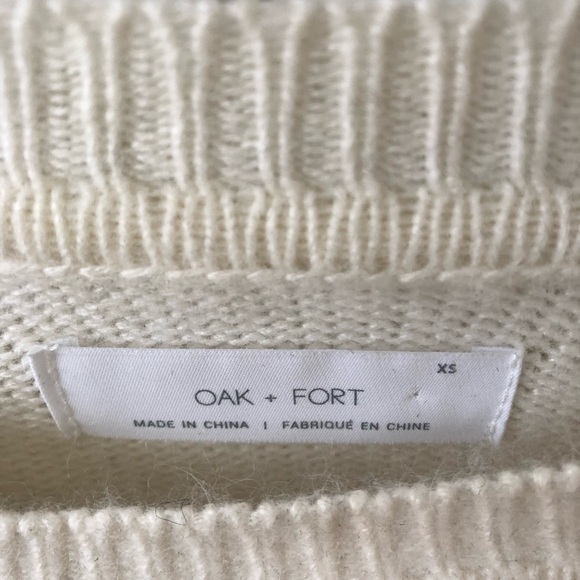 XS
OAK + FORT
MADE IN CHINA | FABRIQUÉ EN CHINE